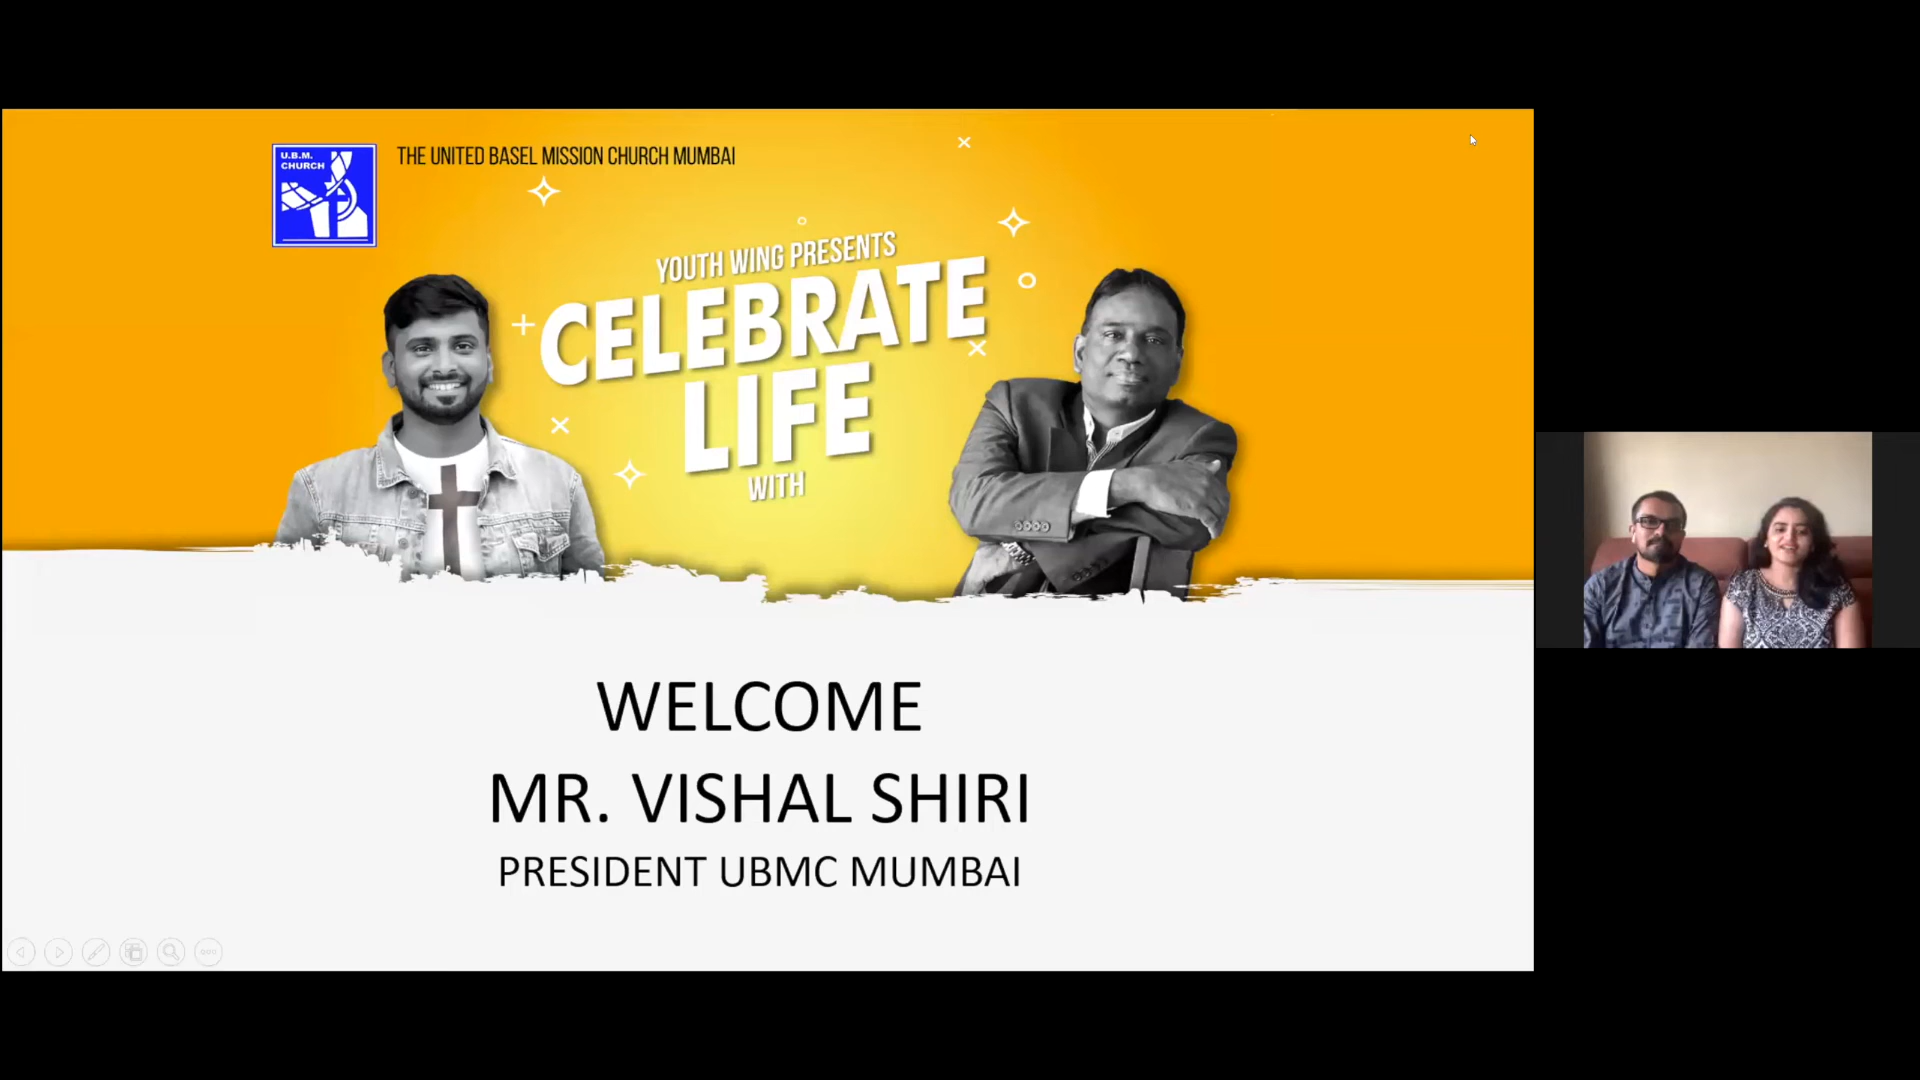 U.B.M.
CHURCH
THE UNITED BASEL MISSION CHURCH MUMBAI
YOUTH WING PRESENTS
CELEBRATE
LIFE
WITH
WELCOME
MR. VISHAL SHIRI
PRESIDENT UBMC MUMBAI